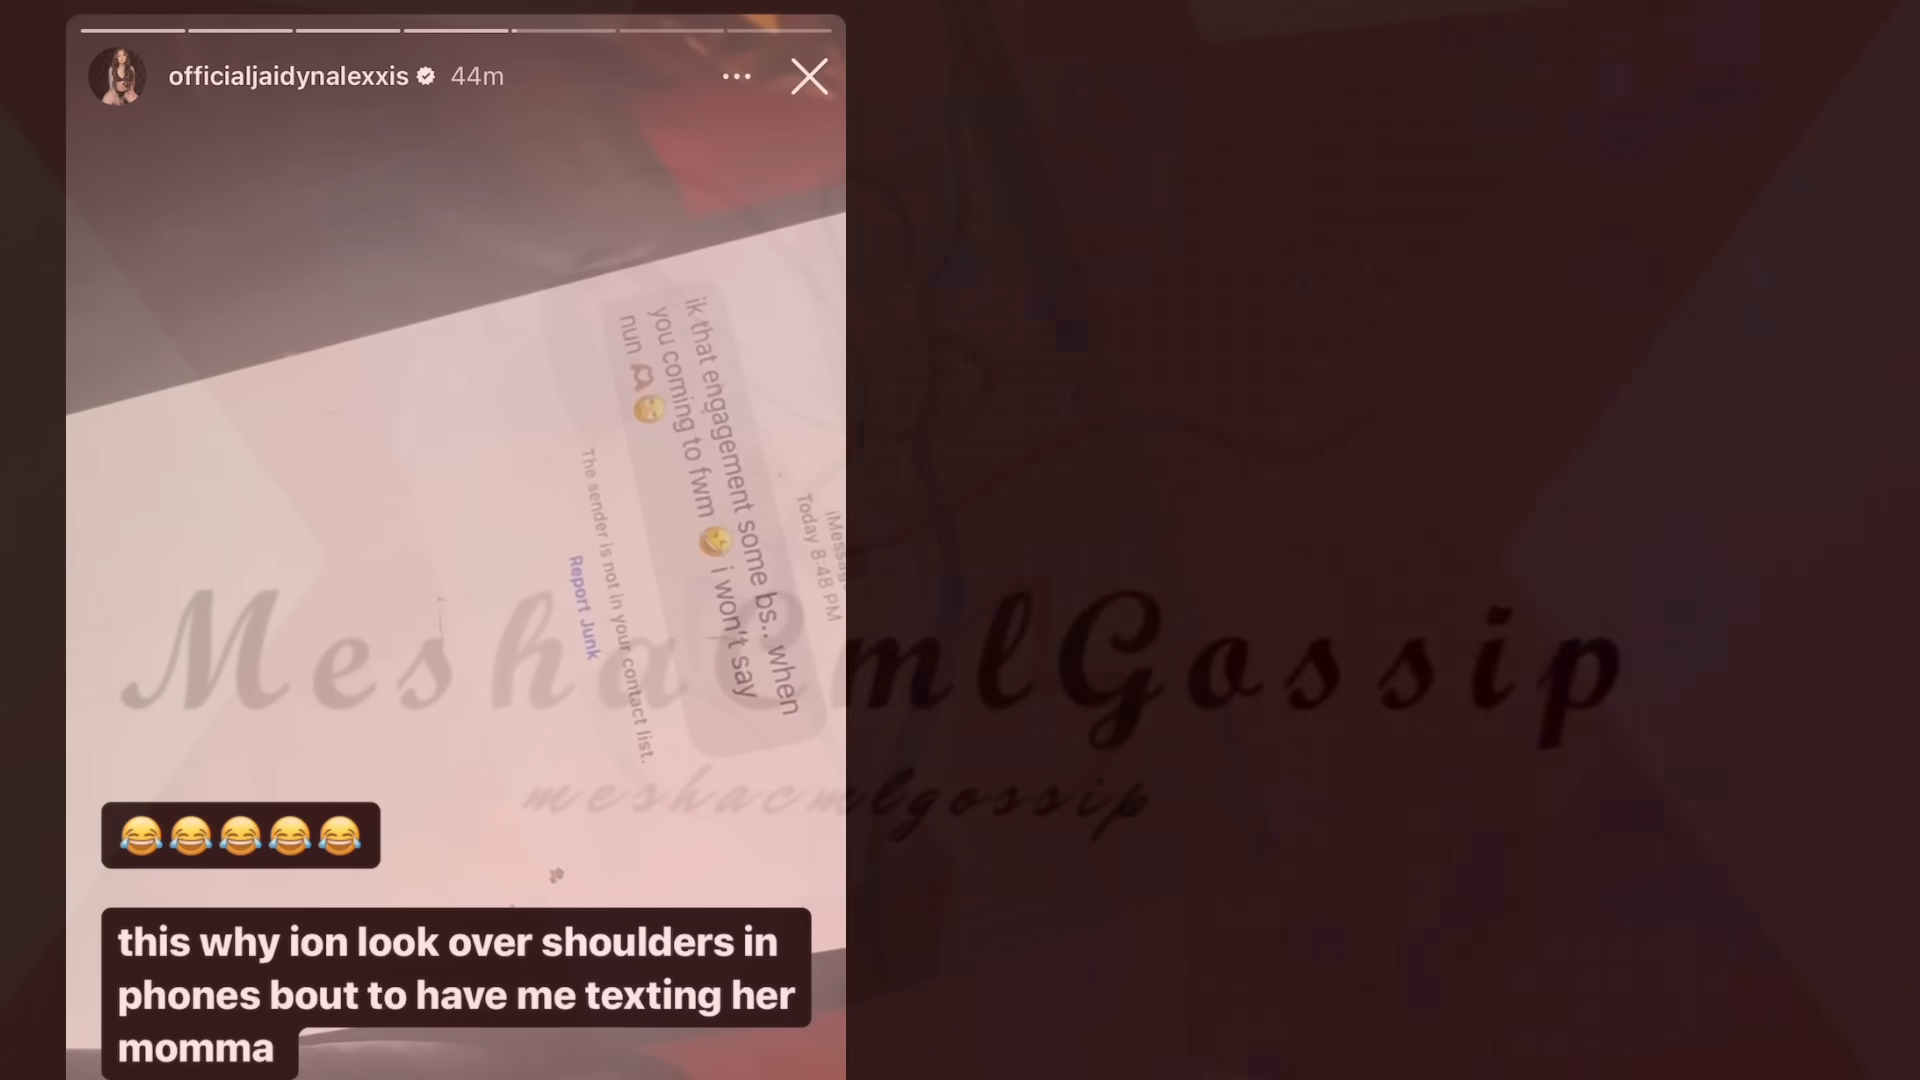 officialjaidynalexxis 44m
iMessag
Today 8:48 PM
ik that engagement some bs.. when
you coming to fwm 🤣 i won't say
nun 🫶🙄
The sender is not in your contact list.
Report Junk
MeshaCmlGossip
meshacmlgossip
😂😂😂😂😂
this why ion look over shoulders in
phones bout to have me texting her
momma